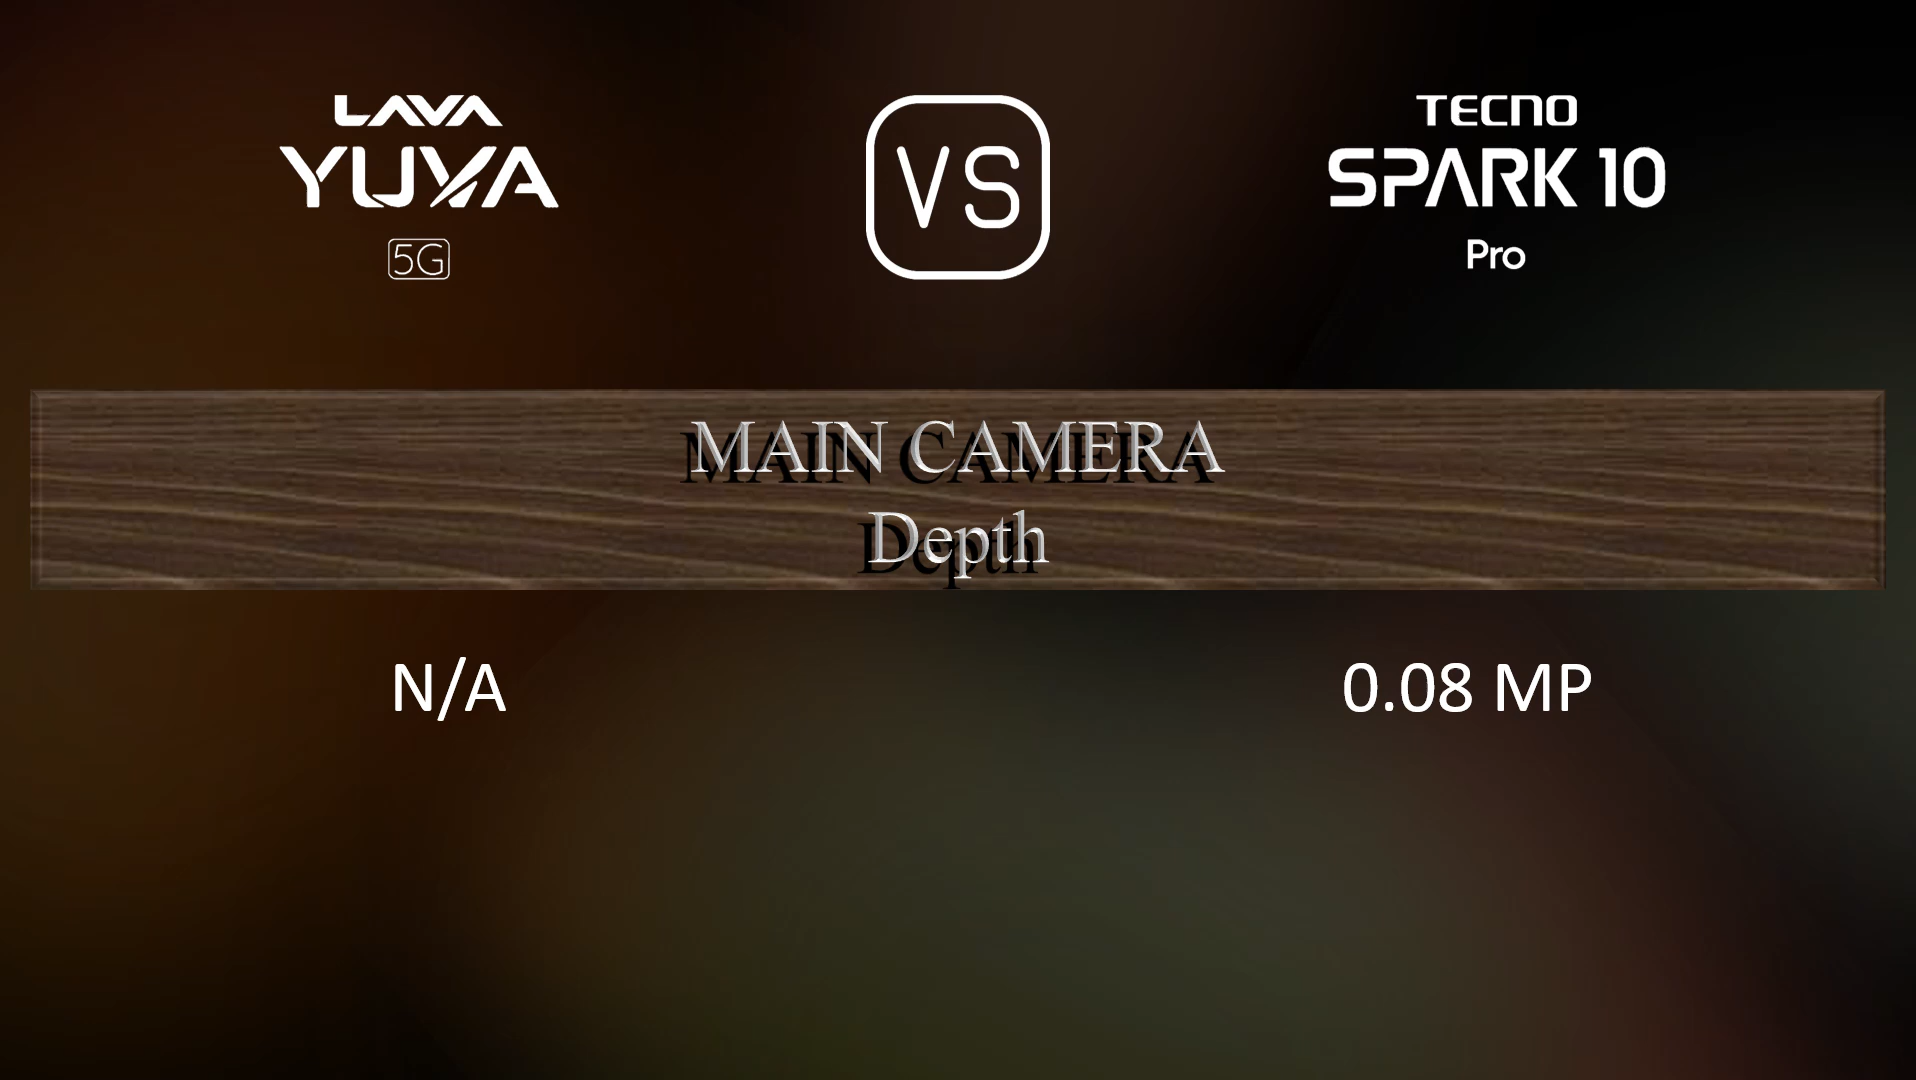 LAVA
YUVA
5G
VS
TECNO
SPARK 10
Pro
MAIN CAMERA
Depth
N/A
0.08 MP